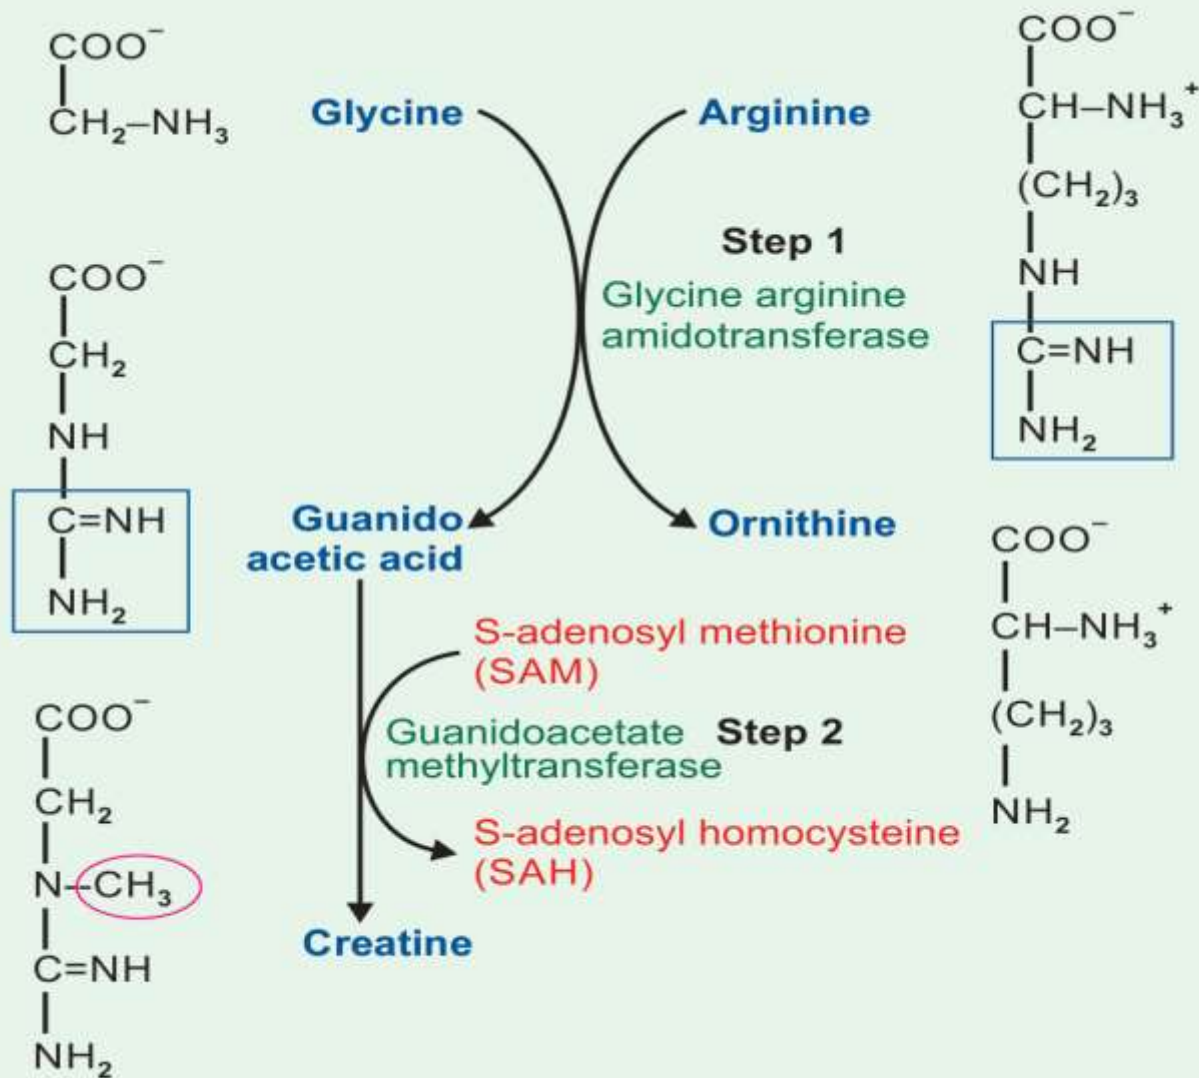 COO⁻
CH₂–NH₃
Glycine
Arginine
COO⁻
CH–NH₃⁺
(CH₂)₃
NH
C=NH
NH₂
Step 1
Glycine arginine
amidotransferase
COO⁻
CH₂
NH
C=NH
NH₂
Guanido
acetic acid
Ornithine
COO⁻
CH–NH₃⁺
(CH₂)₃
NH₂
S-adenosyl methionine
(SAM)
Guanidoacetate Step 2
methyltransferase
S-adenosyl homocysteine
(SAH)
Creatine
COO⁻
CH₂
N–CH₃
C=NH
NH₂